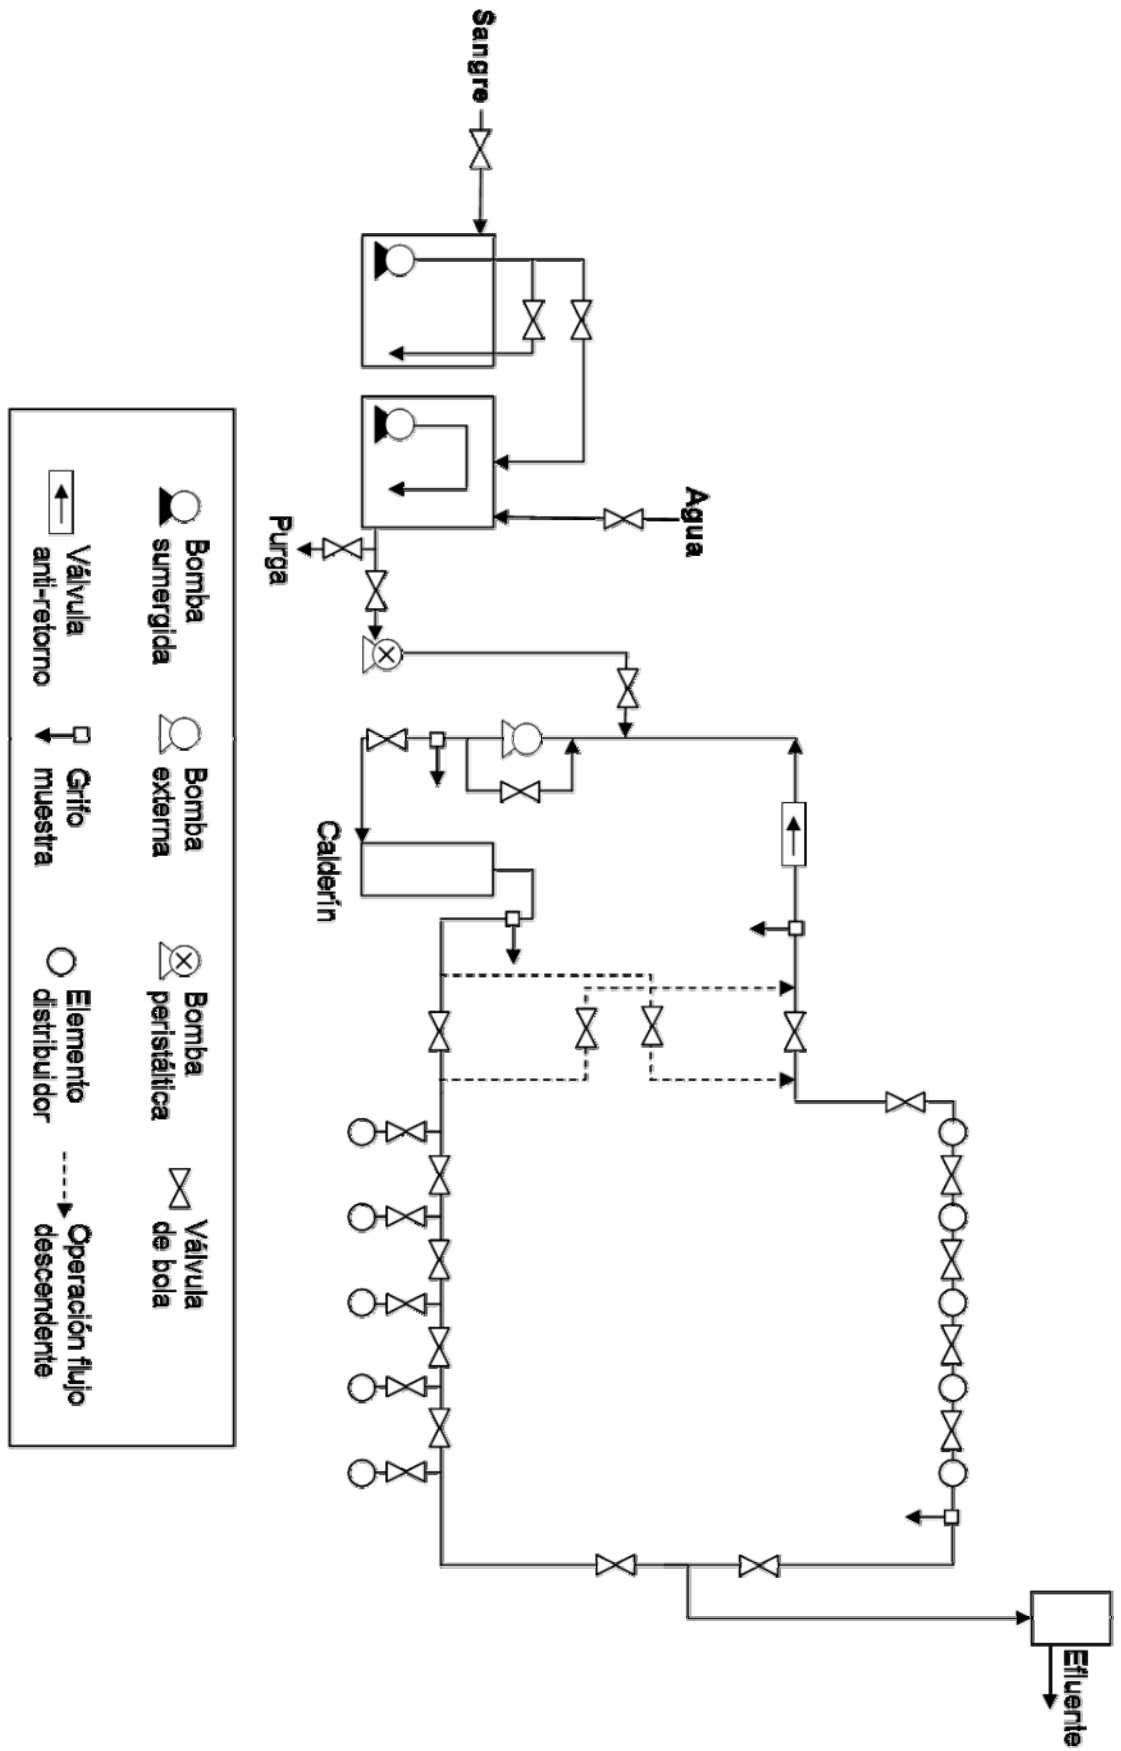 Sangre
Agua
Purga
Calderín
Efluente
Bomba
sumergida
Bomba
externa
Bomba
peristáltica
Válvula
de bola
Válvula
anti-retorno
Grifo
muestra
Elemento
distribuidor
Operación flujo
descendente